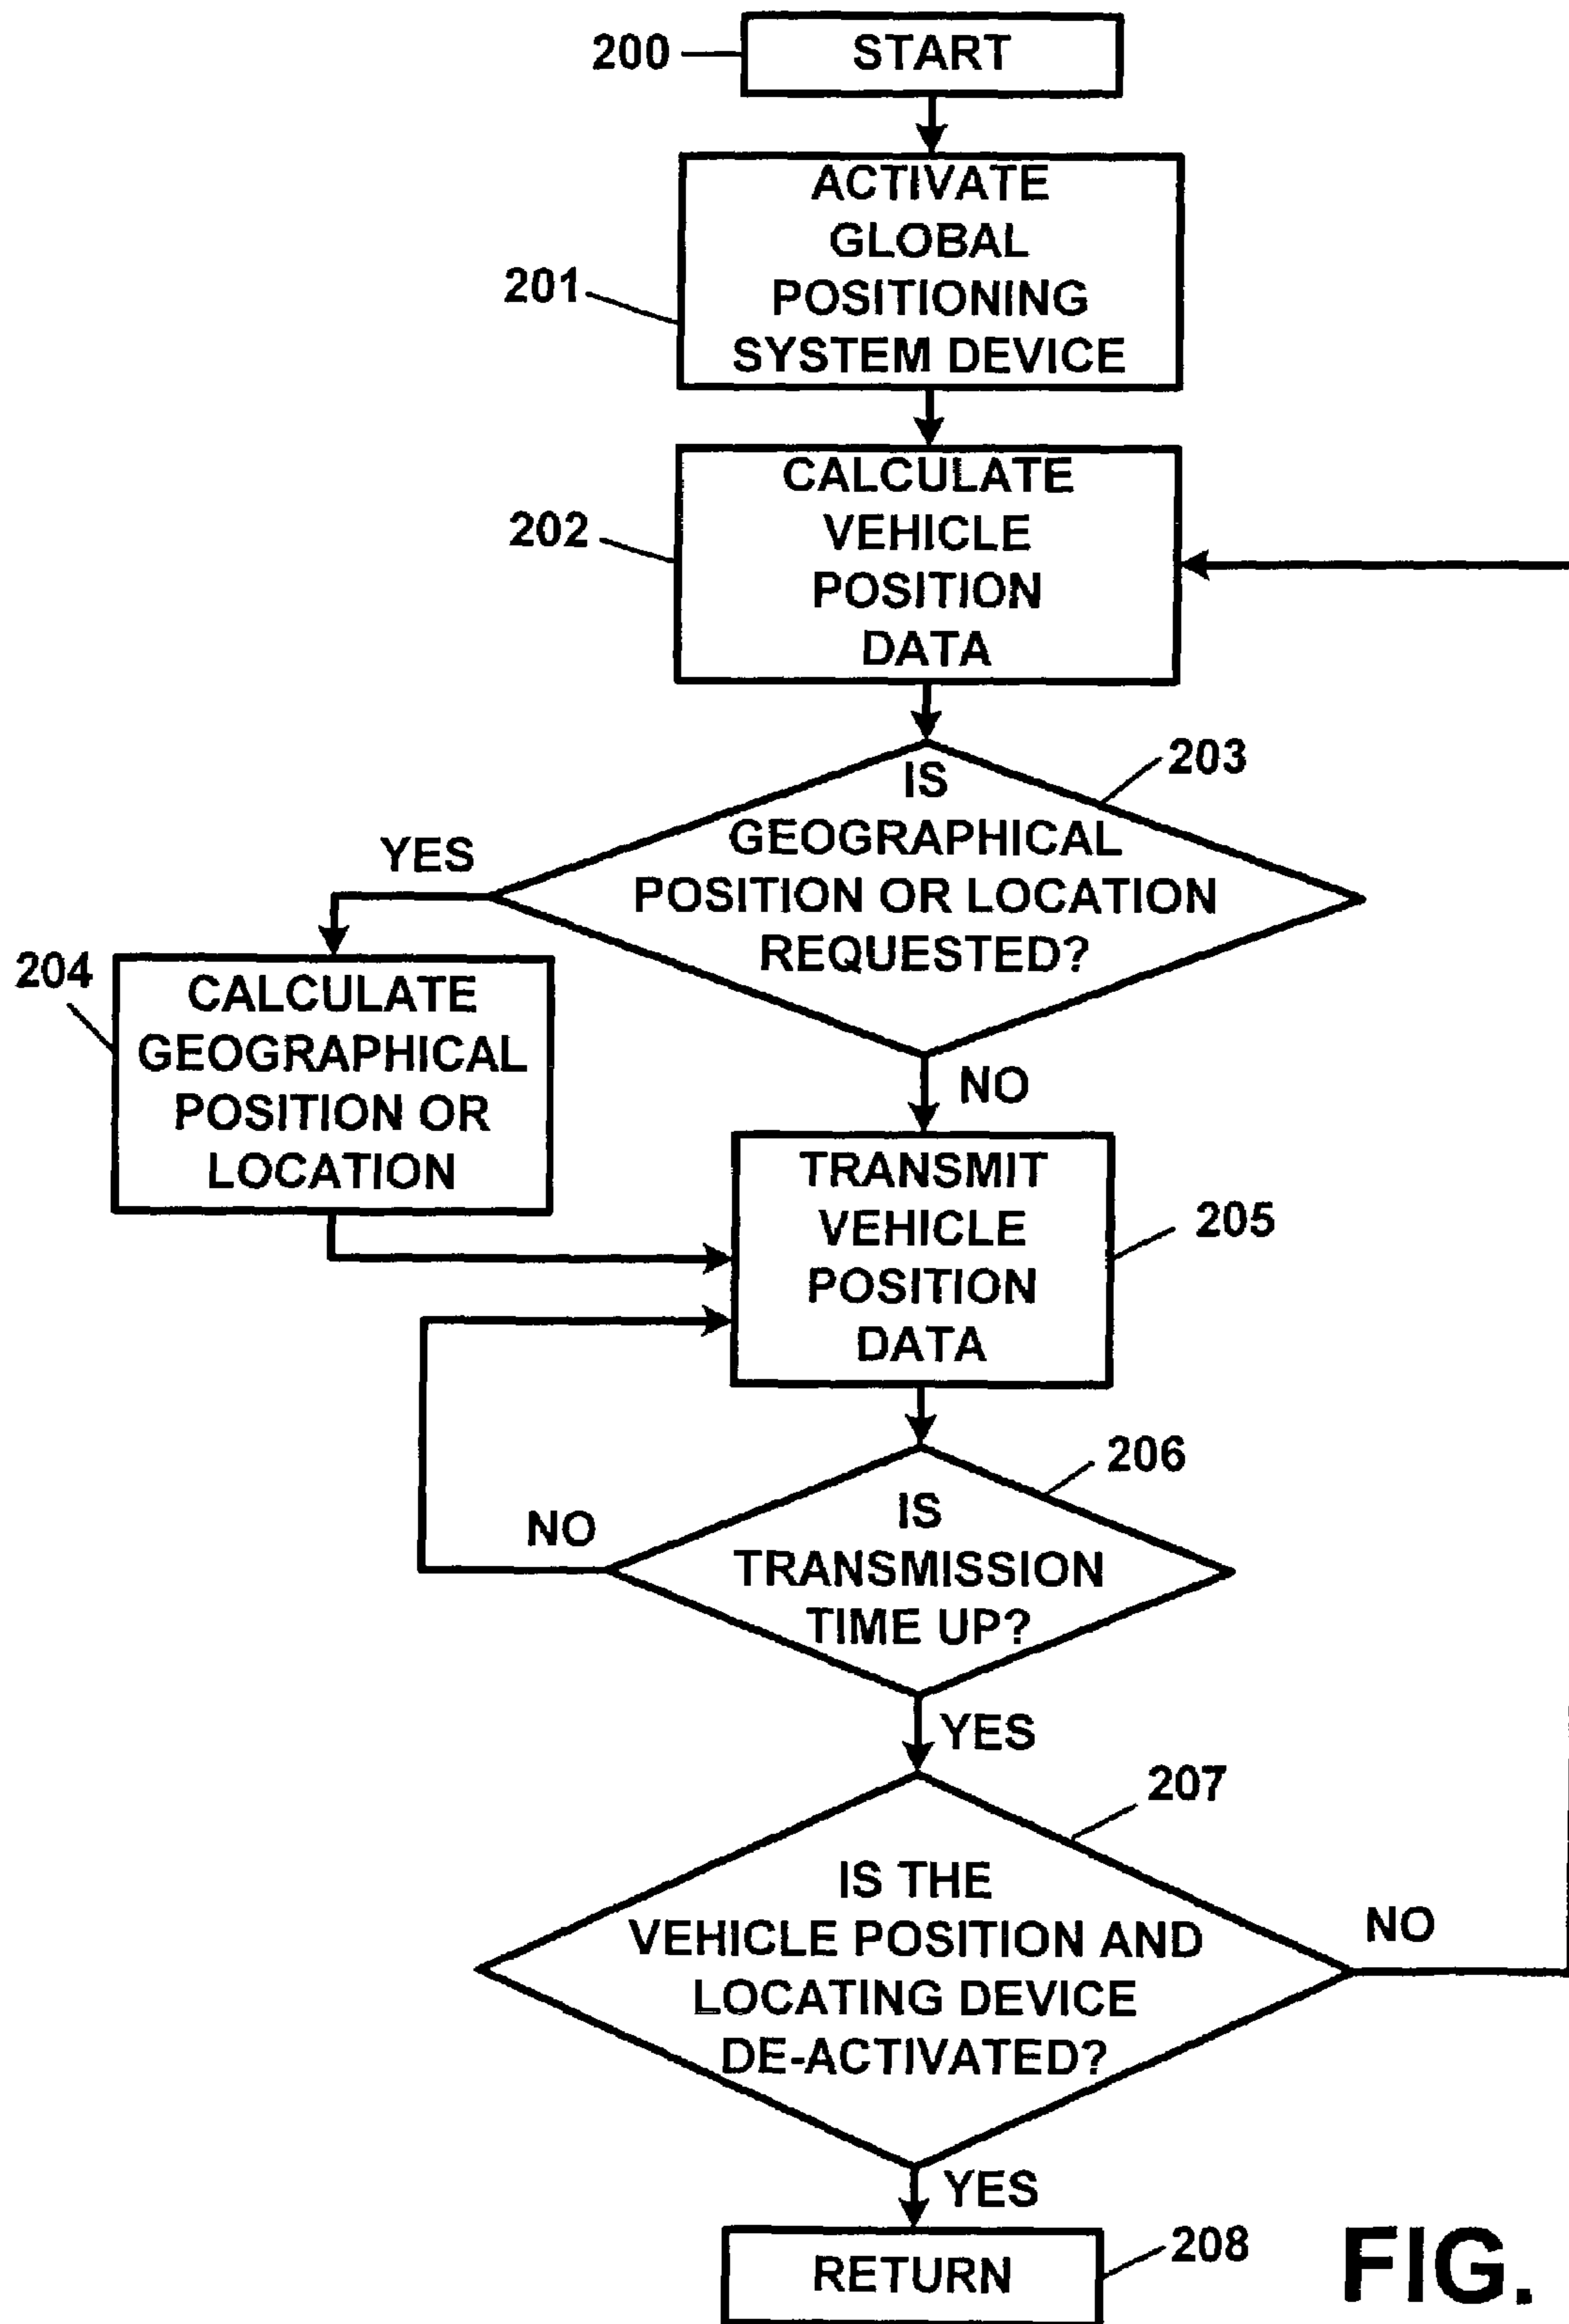 200
START
201
ACTIVATE
GLOBAL
POSITIONING
SYSTEM DEVICE
202
CALCULATE
VEHICLE
POSITION
DATA
203
IS
GEOGRAPHICAL
POSITION OR LOCATION
REQUESTED?
YES
204
CALCULATE
GEOGRAPHICAL
POSITION OR
LOCATION
NO
TRANSMIT
VEHICLE
POSITION
DATA
205
206
IS
TRANSMISSION
TIME UP?
NO
YES
207
IS THE
VEHICLE POSITION AND
LOCATING DEVICE
DE-ACTIVATED?
NO
YES
RETURN
208
FIG.